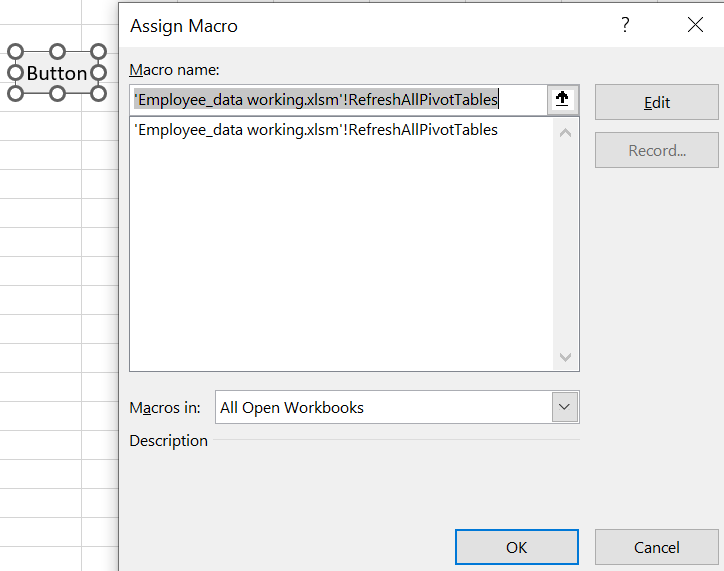 Assign Macro
?
Button
Macro name:
'Employee_data working.xlsm'!RefreshAllPivotTables
Edit
'Employee_data working.xlsm'!RefreshAllPivotTables
Record...
Macros in:
All Open Workbooks
Description
OK
Cancel